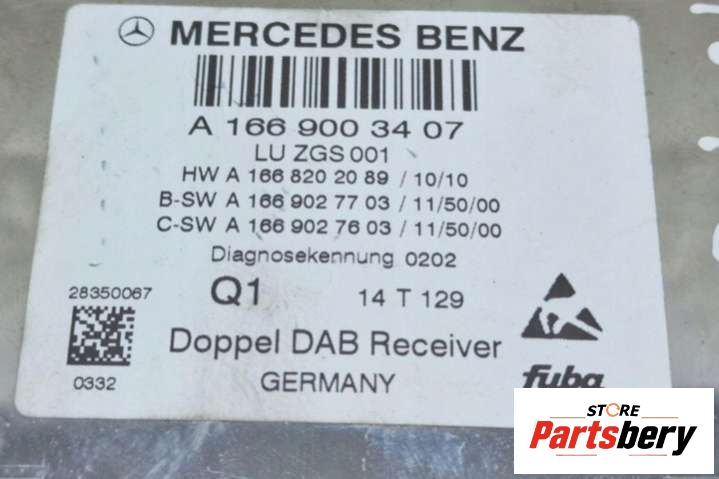 MERCEDES BENZ
A 166 900 34 07
LU ZGS 001
HW A 166 820 20 89 / 10/10
B-SW A 166 902 77 03 / 11/50/00
C-SW A 166 902 76 03 / 11/50/00
Diagnosekennung 0202
28350067 Q1 14 T 129
Doppel DAB Receiver
0332 GERMANY fuba
STORE
Partsbery